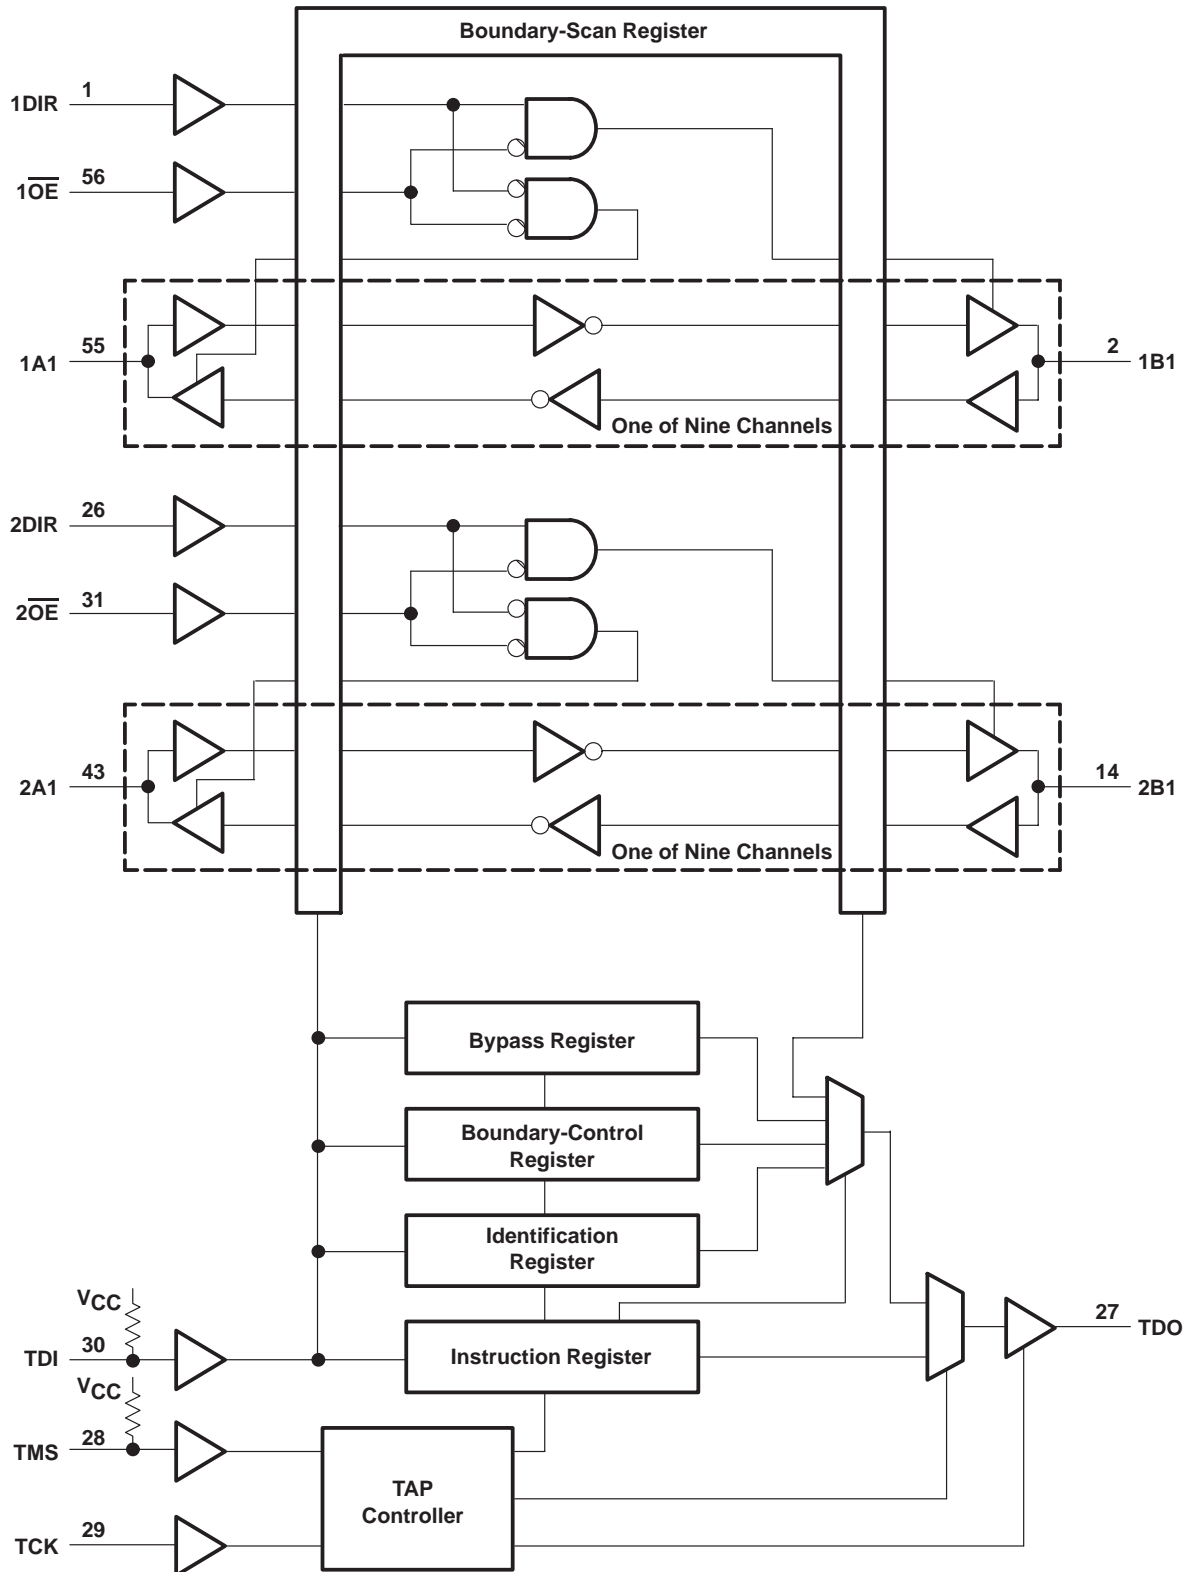 Boundary-Scan Register
1DIR 1
1O̅E̅ 56
1A1 55
2 1B1
One of Nine Channels
2DIR 26
2O̅E̅ 31
2A1 43
14 2B1
One of Nine Channels
Bypass Register
Boundary-Control
Register
Identification
Register
VCC
TDI 30
Instruction Register
27 TDO
VCC
TMS 28
TAP
Controller
TCK 29